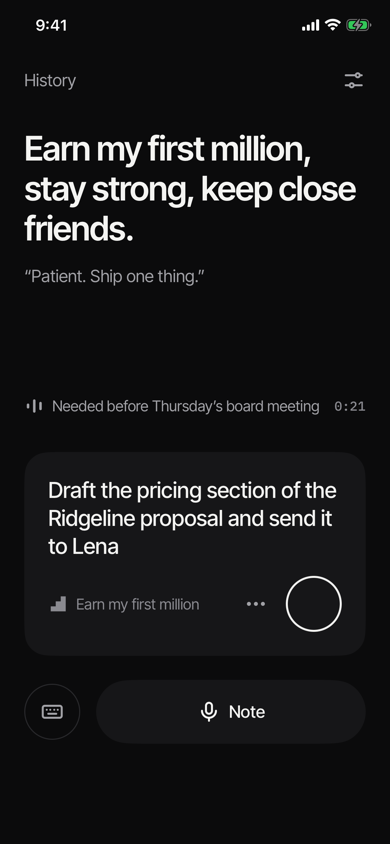 9:41
History
Earn my first million,
stay strong, keep close
friends.
“Patient. Ship one thing.”
Needed before Thursday’s board meeting 0:21
Draft the pricing section of the
Ridgeline proposal and send it
to Lena
Earn my first million
Note